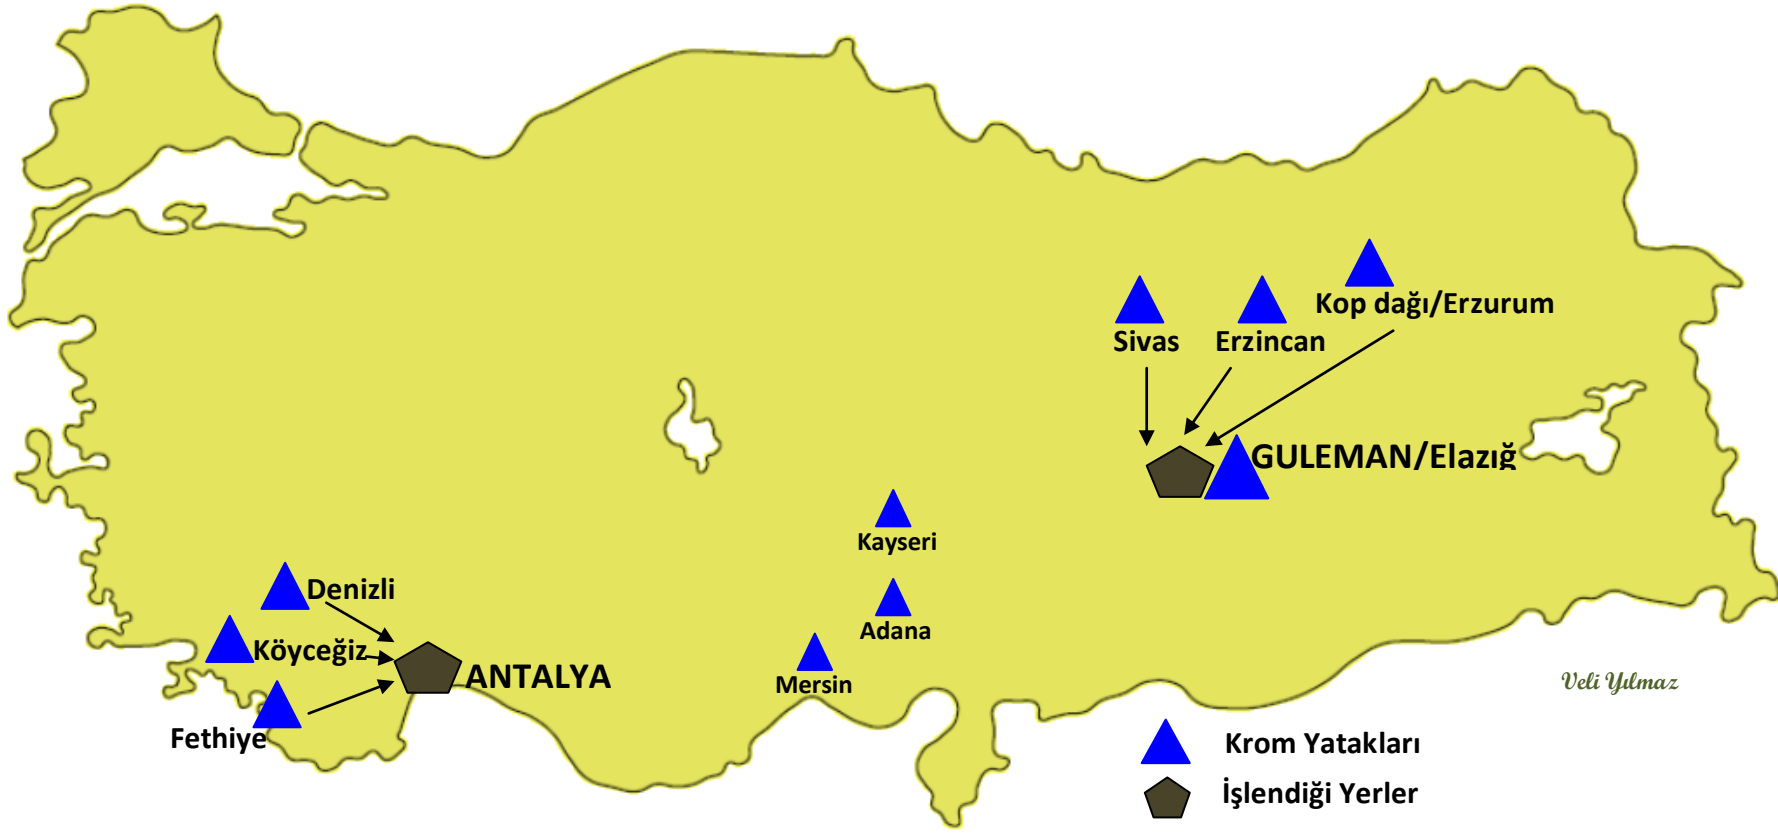 Kop dağı/Erzurum
Sivas
Erzincan
GULEMAN/Elazığ
Kayseri
Denizli
Adana
Köyceğiz
ANTALYA
Mersin
Veli Yılmaz
Fethiye
Krom Yatakları
İşlendiği Yerler